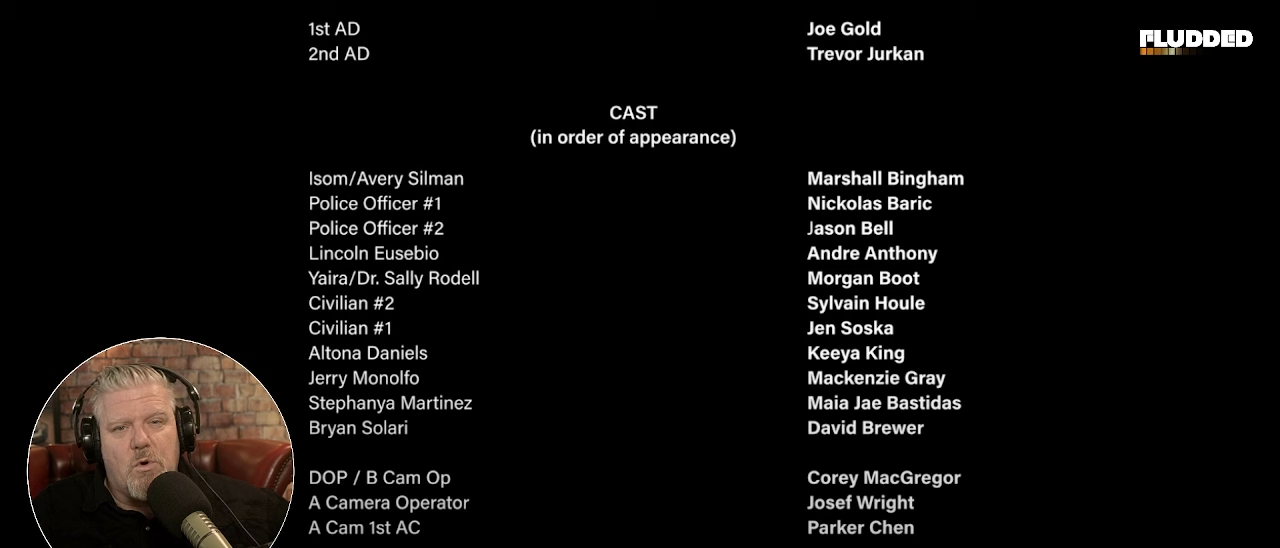 1st AD Joe Gold
2nd AD Trevor Jurkan
FLUDDED
CAST
(in order of appearance)
Isom/Avery Silman Marshall Bingham
Police Officer #1 Nickolas Baric
Police Officer #2 Jason Bell
Lincoln Eusebio Andre Anthony
Yaira/Dr. Sally Rodell Morgan Boot
Civilian #2 Sylvain Houle
Civilian #1 Jen Soska
Altona Daniels Keeya King
Jerry Monolfo Mackenzie Gray
Stephanya Martinez Maia Jae Bastidas
Bryan Solari David Brewer
DOP / B Cam Op Corey MacGregor
A Camera Operator Josef Wright
A Cam 1st AC Parker Chen